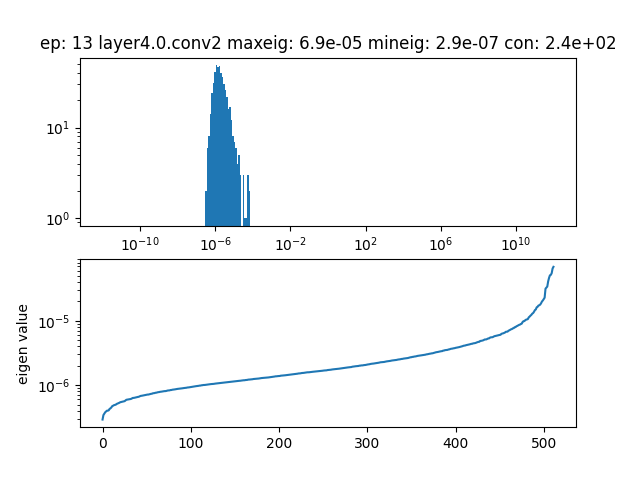 ep: 13 layer4.0.conv2 maxeig: 6.9e-05 mineig: 2.9e-07 con: 2.4e+02
10¹
10⁰
10⁻¹⁰ 10⁻⁶ 10⁻² 10² 10⁶ 10¹⁰
eigen value
10⁻⁵
10⁻⁶
0 100 200 300 400 500